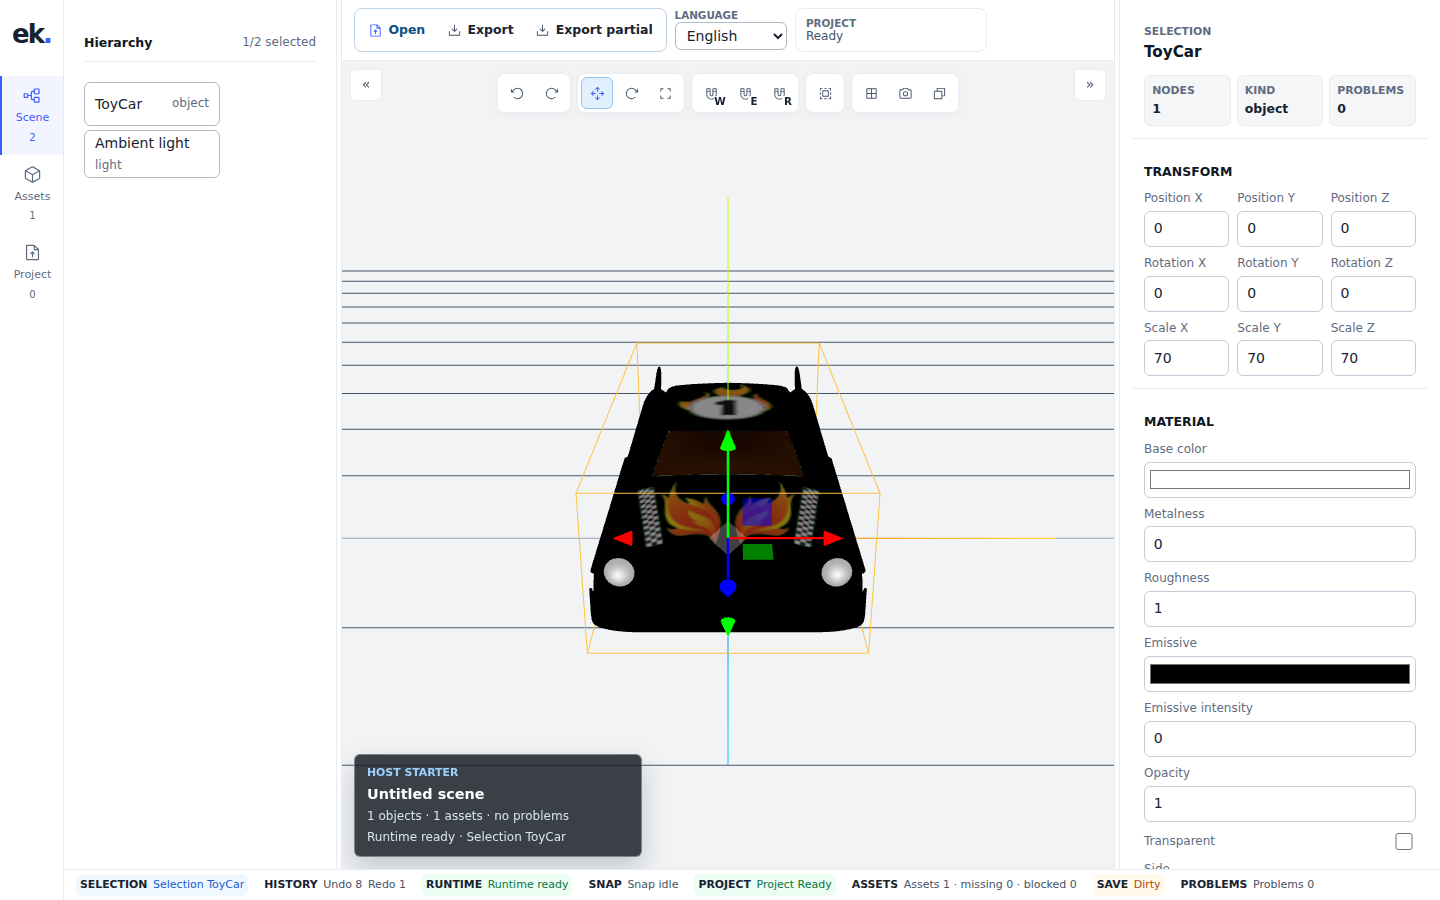 ek.
Scene
2
Assets
1
Project
0
Hierarchy
1/2 selected
ToyCar
object
Ambient light
light
Open
Export
Export partial
LANGUAGE
English
PROJECT
Ready
«
W
E
R
»
1
HOST STARTER
Untitled scene
1 objects · 1 assets · no problems
Runtime ready · Selection ToyCar
SELECTION
ToyCar
NODES
1
KIND
object
PROBLEMS
0
TRANSFORM
Position X
Position Y
Position Z
0
0
0
Rotation X
Rotation Y
Rotation Z
0
0
0
Scale X
Scale Y
Scale Z
70
70
70
MATERIAL
Base color
Metalness
0
Roughness
1
Emissive
Emissive intensity
0
Opacity
1
Transparent
Side
SELECTION Selection ToyCar
HISTORY Undo 8 Redo 1
RUNTIME Runtime ready
SNAP Snap idle
PROJECT Project Ready
ASSETS Assets 1 · missing 0 · blocked 0
SAVE Dirty
PROBLEMS Problems 0